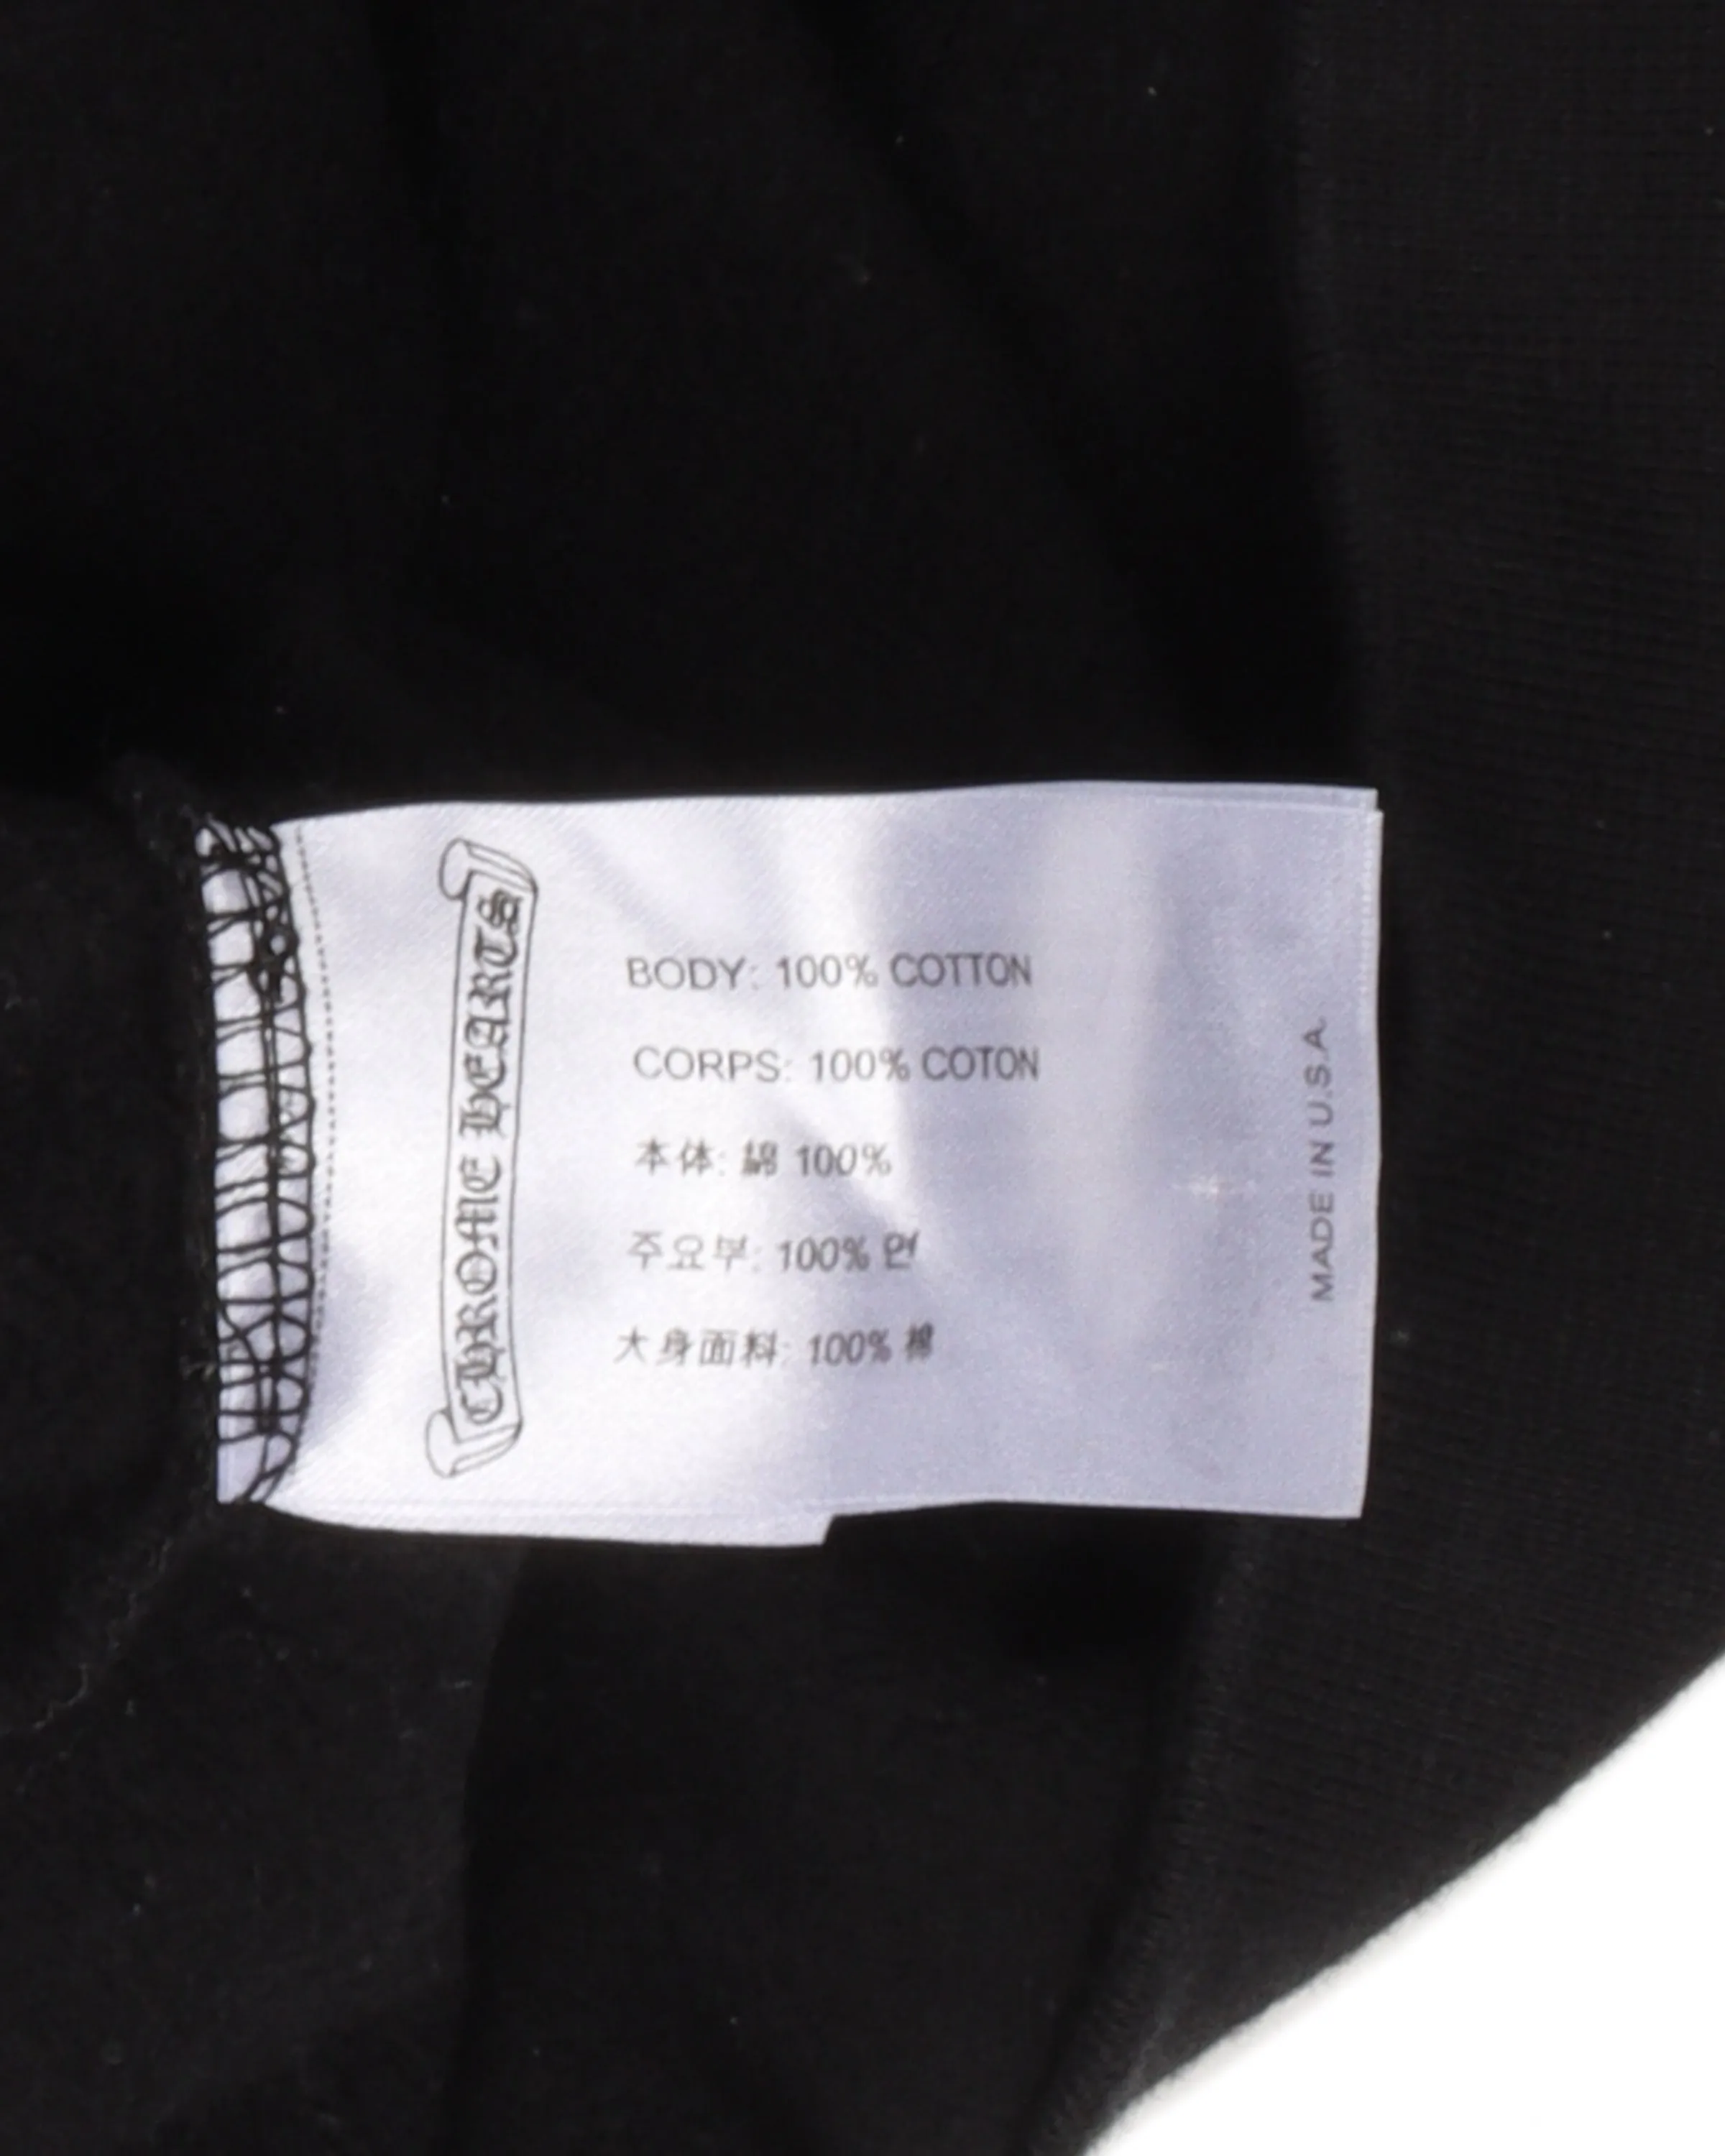 CHROME HEARTS
BODY: 100% COTTON
CORPS: 100% COTON
本体: 綿 100%
주요부: 100% 면
大身面料: 100% 棉
MADE IN U.S.A.